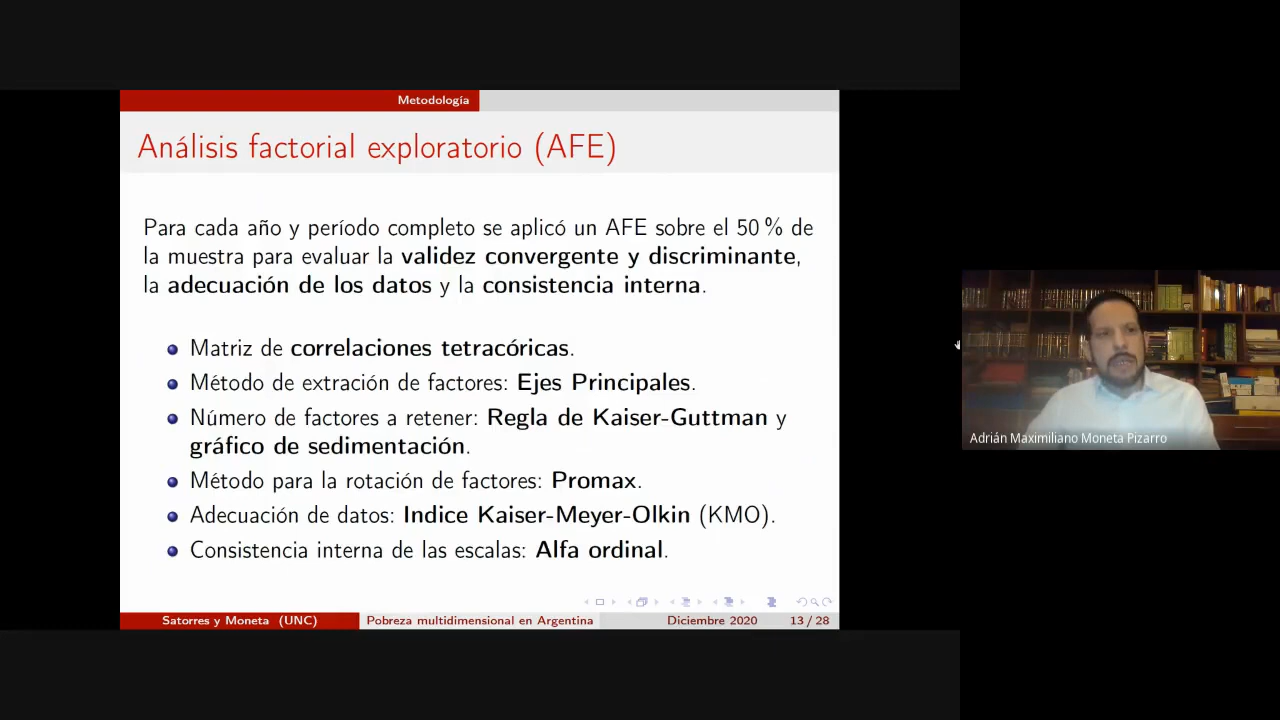 Metodología
Análisis factorial exploratorio (AFE)
Para cada año y período completo se aplicó un AFE sobre el 50 % de
la muestra para evaluar la validez convergente y discriminante,
la adecuación de los datos y la consistencia interna.
Matriz de correlaciones tetracóricas.
Método de extracción de factores: Ejes Principales.
Número de factores a retener: Regla de Kaiser-Guttman y
gráfico de sedimentación.
Método para la rotación de factores: Promax.
Adecuación de datos: Indice Kaiser-Meyer-Olkin (KMO).
Consistencia interna de las escalas: Alfa ordinal.
Satorres y Moneta (UNC) Pobreza multidimensional en Argentina Diciembre 2020 13 / 28
Adrián Maximiliano Moneta Pizarro